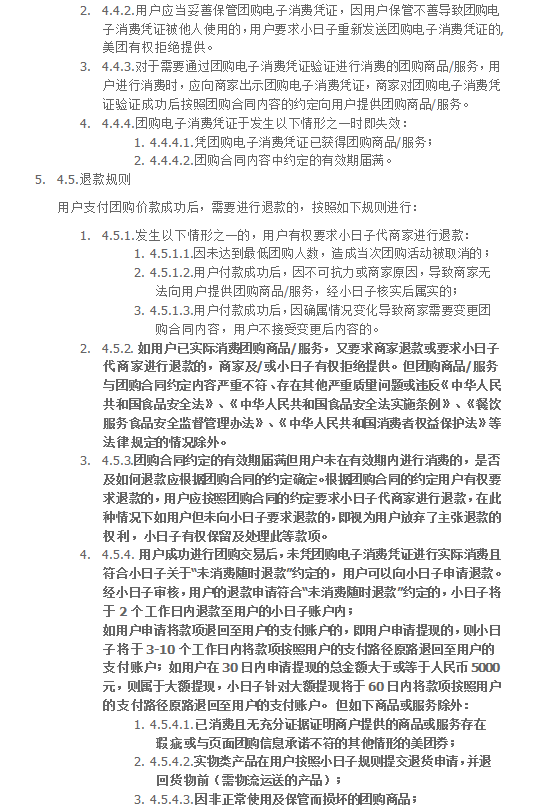 2. 4.4.2.用户应当妥善保管团购电子消费凭证，因用户保管不善导致团购电
子消费凭证被他人使用的，用户要求小日子重新发送团购电子消费凭证的,
美团有权拒绝提供。
3. 4.4.3.对于需要通过团购电子消费凭证验证进行消费的团购商品/服务，用
户进行消费时，应向商家出示团购电子消费凭证，商家对团购电子消费凭
证验证成功后按照团购合同内容的约定向用户提供团购商品/服务。
4. 4.4.4.团购电子消费凭证于发生以下情形之一时即失效：
1. 4.4.4.1.凭团购电子消费凭证已获得团购商品/服务；
2. 4.4.4.2.团购合同内容中约定的有效期届满。
5. 4.5.退款规则
用户支付团购价款成功后，需要进行退款的，按照如下规则进行：
1. 4.5.1.发生以下情形之一的，用户有权要求小日子代商家进行退款：
1. 4.5.1.1.因未达到最低团购人数，造成当次团购活动被取消的；
2. 4.5.1.2.用户付款成功后，因不可抗力或商家原因，导致商家无
法向用户提供团购商品/服务，经小日子核实后属实的；
3. 4.5.1.3.用户付款成功后，因确属情况变化导致商家需要变更团
购合同内容，用户不接受变更后内容的。
2. 4.5.2. 如用户已实际消费团购商品/服务，又要求商家退款或要求小日子
代商家进行退款的，商家及/或小日子有权拒绝提供。但团购商品/服务
与团购合同约定内容严重不符、存在其他严重质量问题或违反《中华人民
共和国食品安全法》、《中华人民共和国食品安全法实施条例》、《餐饮
服务食品安全监督管理办法》、《中华人民共和国消费者权益保护法》等
法律规定的情况除外。
3. 4.5.3.团购合同约定的有效期届满但用户未在有效期内进行消费的，是否
及如何退款应根据团购合同的约定确定。根据团购合同的约定用户有权要
求退款的，用户应按照团购合同的约定要求小日子代商家进行退款，在此
种情况下如用户但未向小日子要求退款的，即视为用户放弃了主张退款的
权利，小日子有权保留及处理此等款项。
4. 4.5.4. 用户成功进行团购交易后，未凭团购电子消费凭证进行实际消费且
符合小日子关于“未消费随时退款”约定的，用户可以向小日子申请退款。
经小日子审核，用户的退款申请符合“未消费随时退款”约定的，小日子将
于 2 个工作日内退款至用户的小日子账户内；
如用户申请将款项退回至用户的支付账户的，即用户申请提现的，则小日
子将于 3-10 个工作日内将款项按照用户的支付路径原路退回至用户的
支付账户；如用户在 30 日内申请提现的总金额大于或等于人民币 5000
元，则属于大额提现，小日子针对大额提现将于 60 日内将款项按照用户
的支付路径原路退回至用户的支付账户。 但如下商品或服务除外：
1. 4.5.4.1.已消费且无充分证据证明商户提供的商品或服务存在
瑕疵或与页面团购信息承诺不符的其他情形的美团券；
2. 4.5.4.2.实物类产品在用户按照小日子规则提交退货申请，并退
回货物前（需物流运送的产品）；
3. 4.5.4.3.因非正常使用及保管而损坏的团购商品；